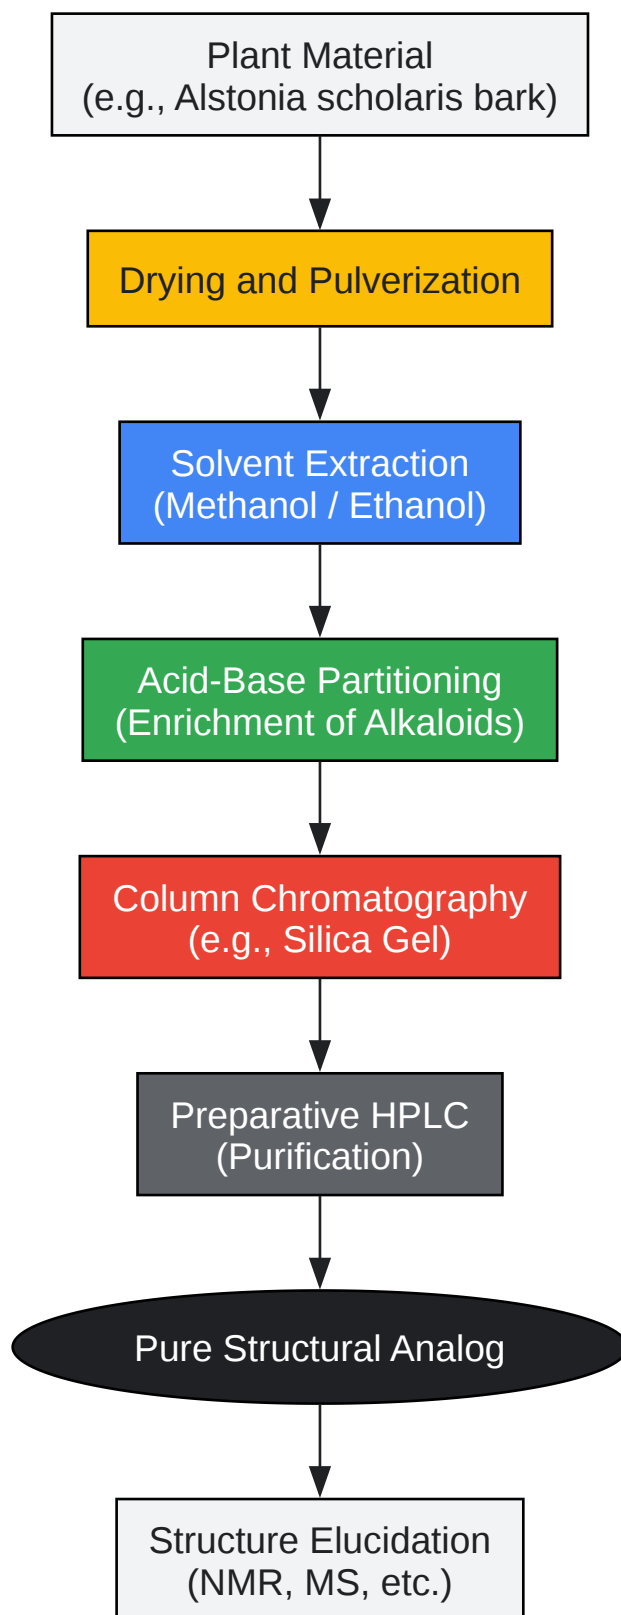 Plant Material
(e.g., Alstonia scholaris bark)
Drying and Pulverization
Solvent Extraction
(Methanol / Ethanol)
Acid-Base Partitioning
(Enrichment of Alkaloids)
Column Chromatography
(e.g., Silica Gel)
Preparative HPLC
(Purification)
Pure Structural Analog
Structure Elucidation
(NMR, MS, etc.)